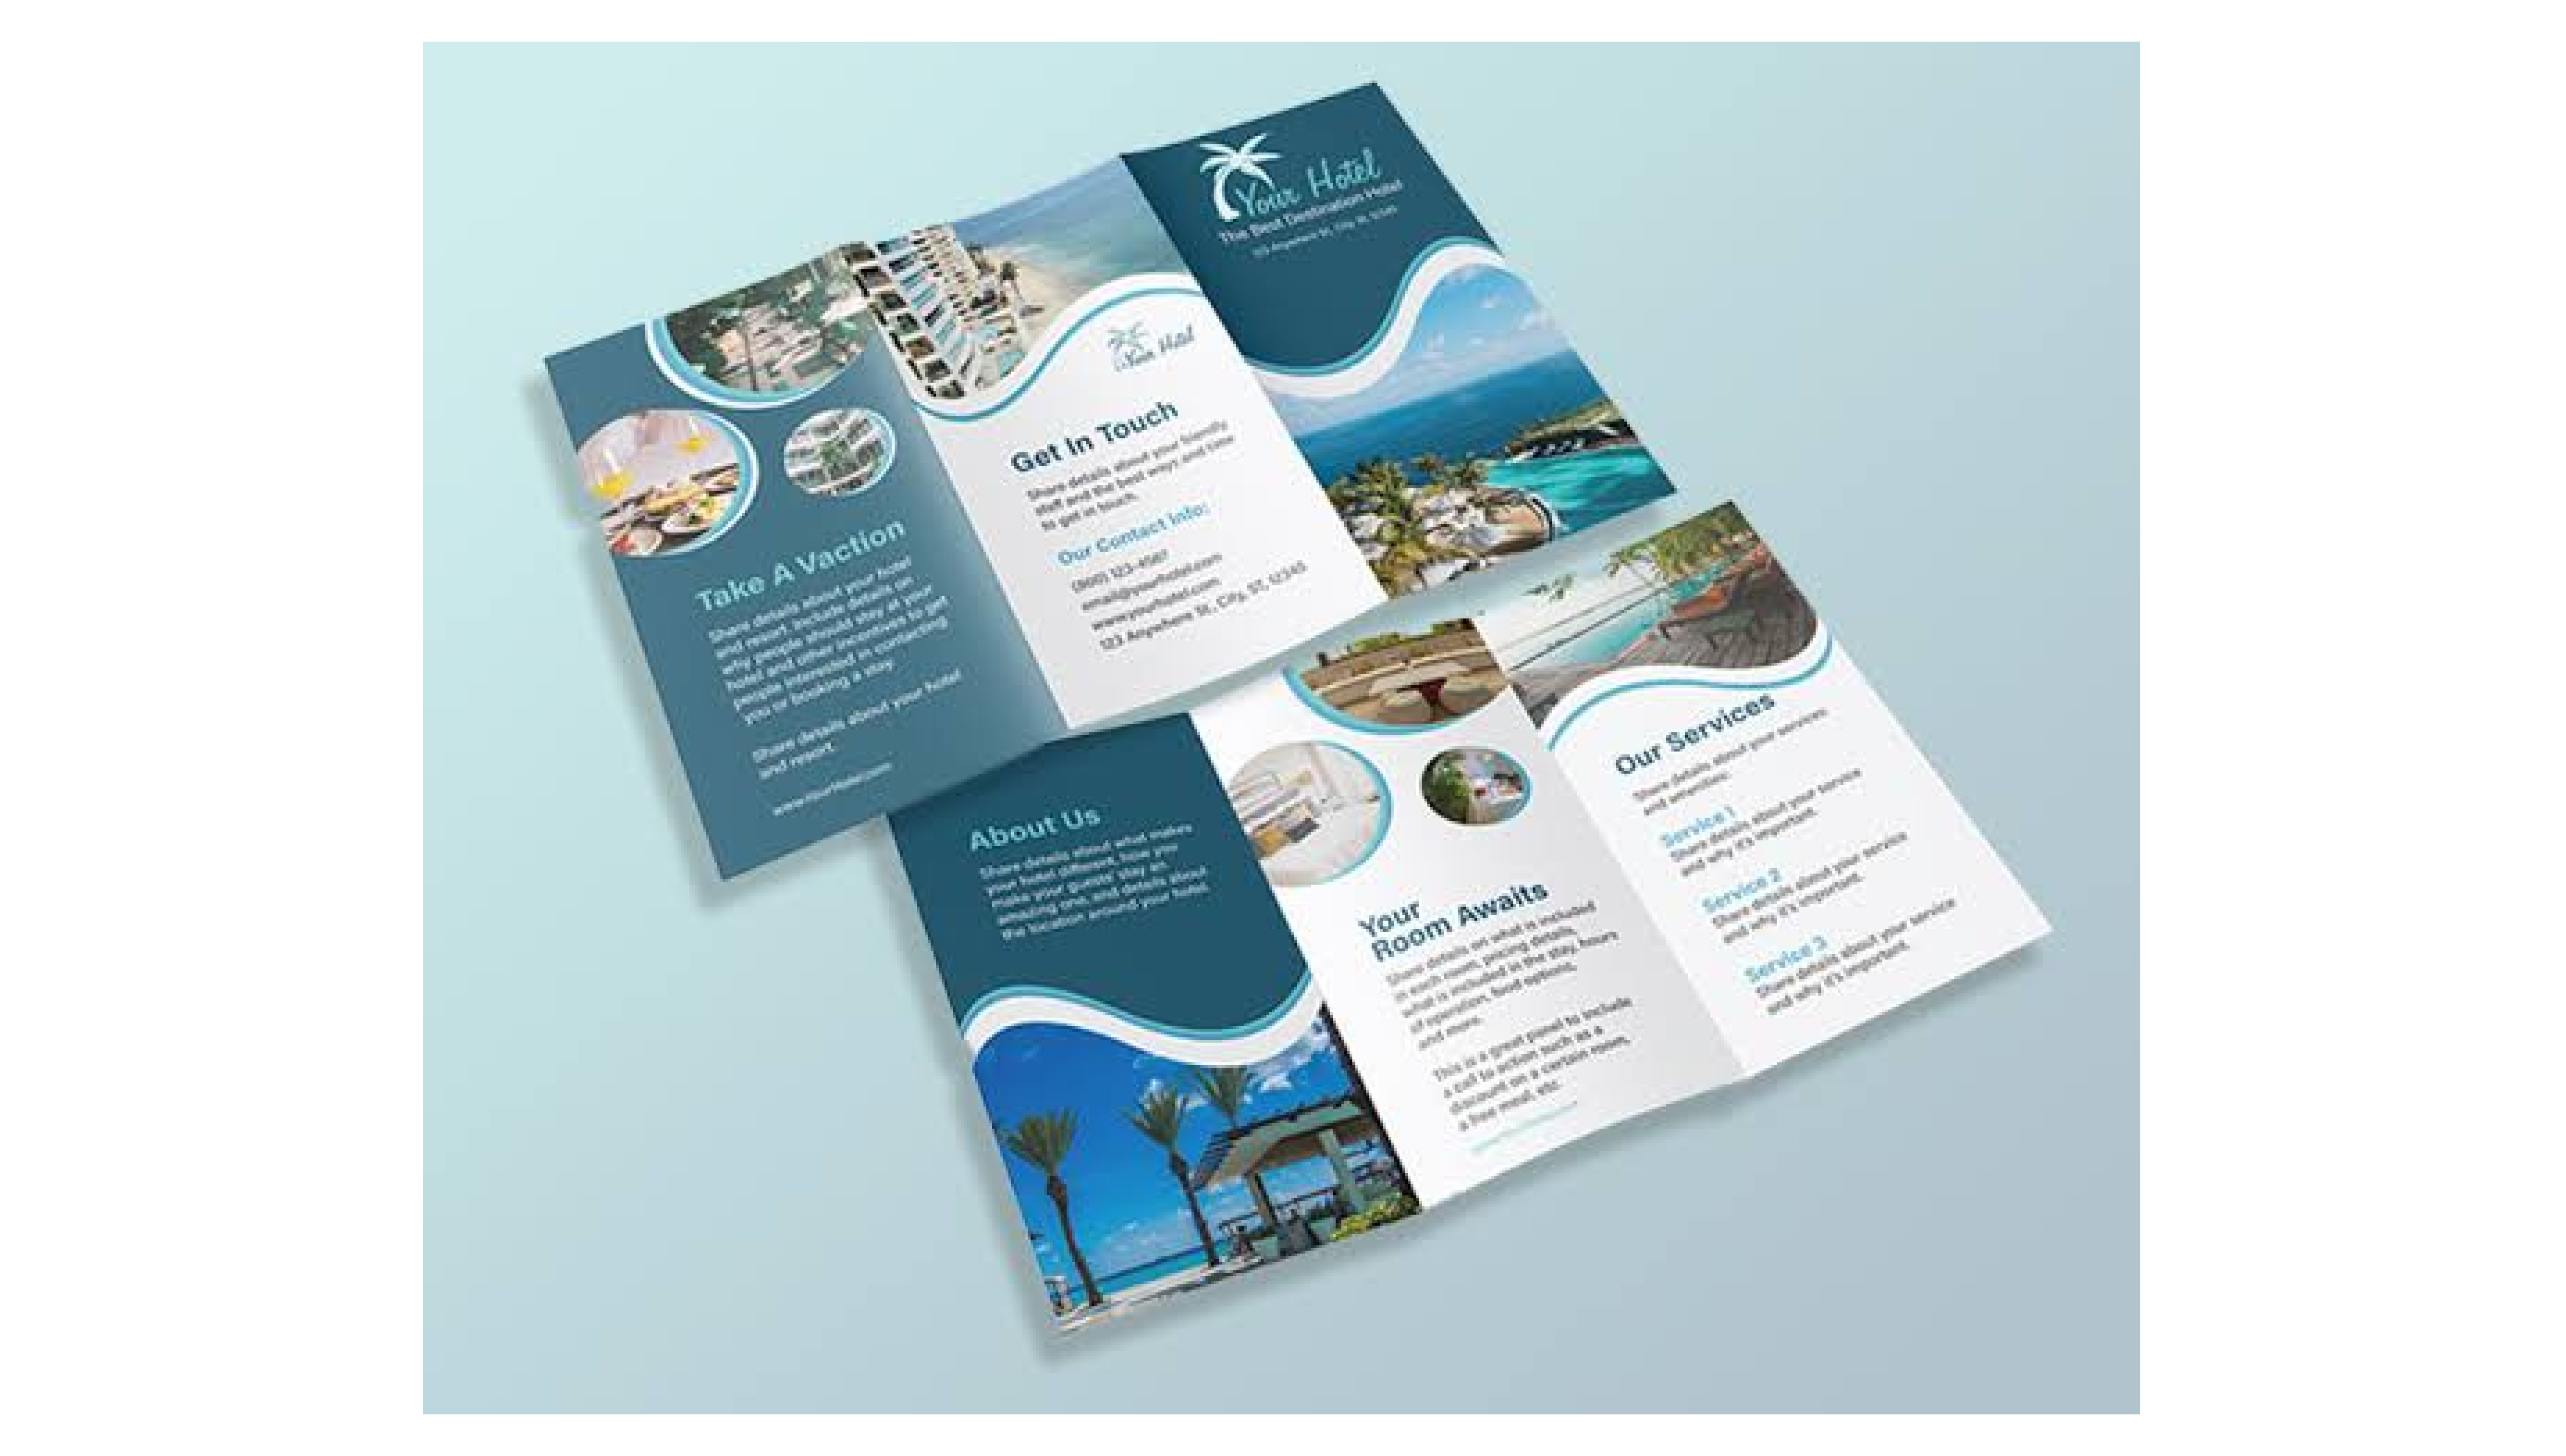 Take A Vaction
Share details about your hotel
and resort. Include details on
why people should stay at your
hotel and other incentives to get
people interested in contacting
you or booking a stay.
Share details about your hotel
and resort.
www.YourHotel.com
Your Hotel
Get In Touch
Share details about your friendly
staff and the best ways and time
to get in touch.
Our Contact Info:
(800) 123-4567
email@yourhotel.com
www.yourhotel.com
123 Anywhere St., City, ST, 12345
Your Hotel
The Best Destination Hotel
123 Anywhere St., City,
About Us
Share details about what makes
your hotel different, how you
make your guests' stay an
amazing one, and details about
the location around your hotel.
Your
Room Awaits
Share details on what is included
in each room, pricing details,
what is included in the stay, hours
of operation, food options,
and more.
This is a great panel to include
a call to action such as a
discount on a certain room,
a free meal, etc.
Our Services
Share details about your services
and amenities:
Service 1
Share details about your service
and why it's important.
Service 2
Share details about your service
and why it's important.
Service 3
Share details about your service
and why it's important.